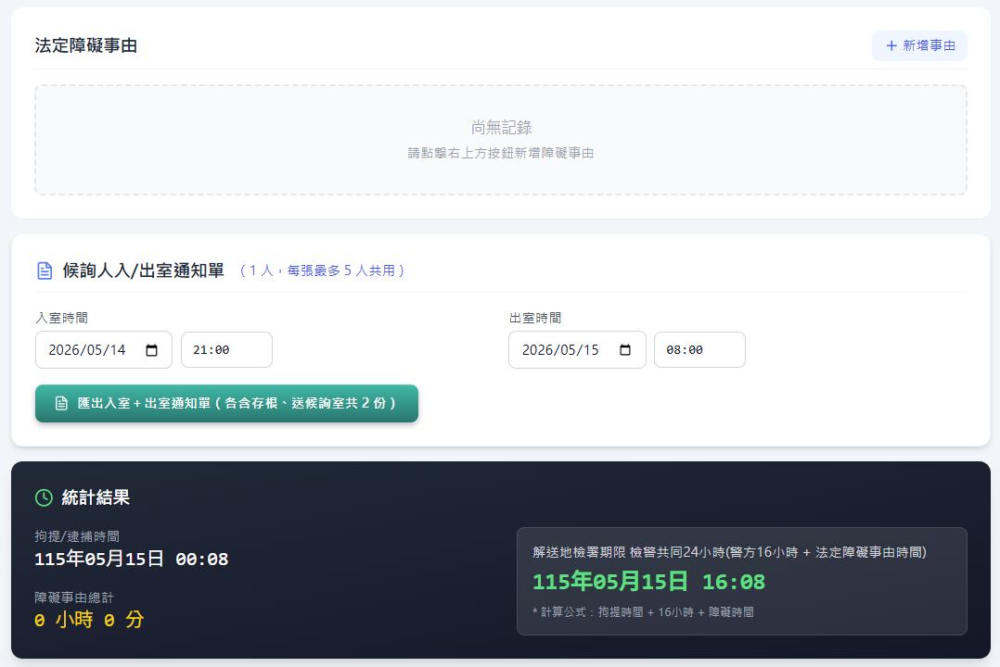 法定障礙事由
+ 新增事由
尚無記錄
請點擊右上方按鈕新增障礙事由
候詢人入/出室通知單 (1 人，每張最多 5 人共用)
入室時間
2026/05/14 21:00
出室時間
2026/05/15 08:00
匯出入室+出室通知單 (各含存根、送候詢室共 2 份)
統計結果
拘提/逮捕時間
115年05月15日 00:08
障礙事由總計
0 小時 0 分
解送地檢署期限 檢警共同24小時(警方16小時 + 法定障礙事由時間)
115年05月15日 16:08
* 計算公式：拘提時間 + 16小時 + 障礙時間